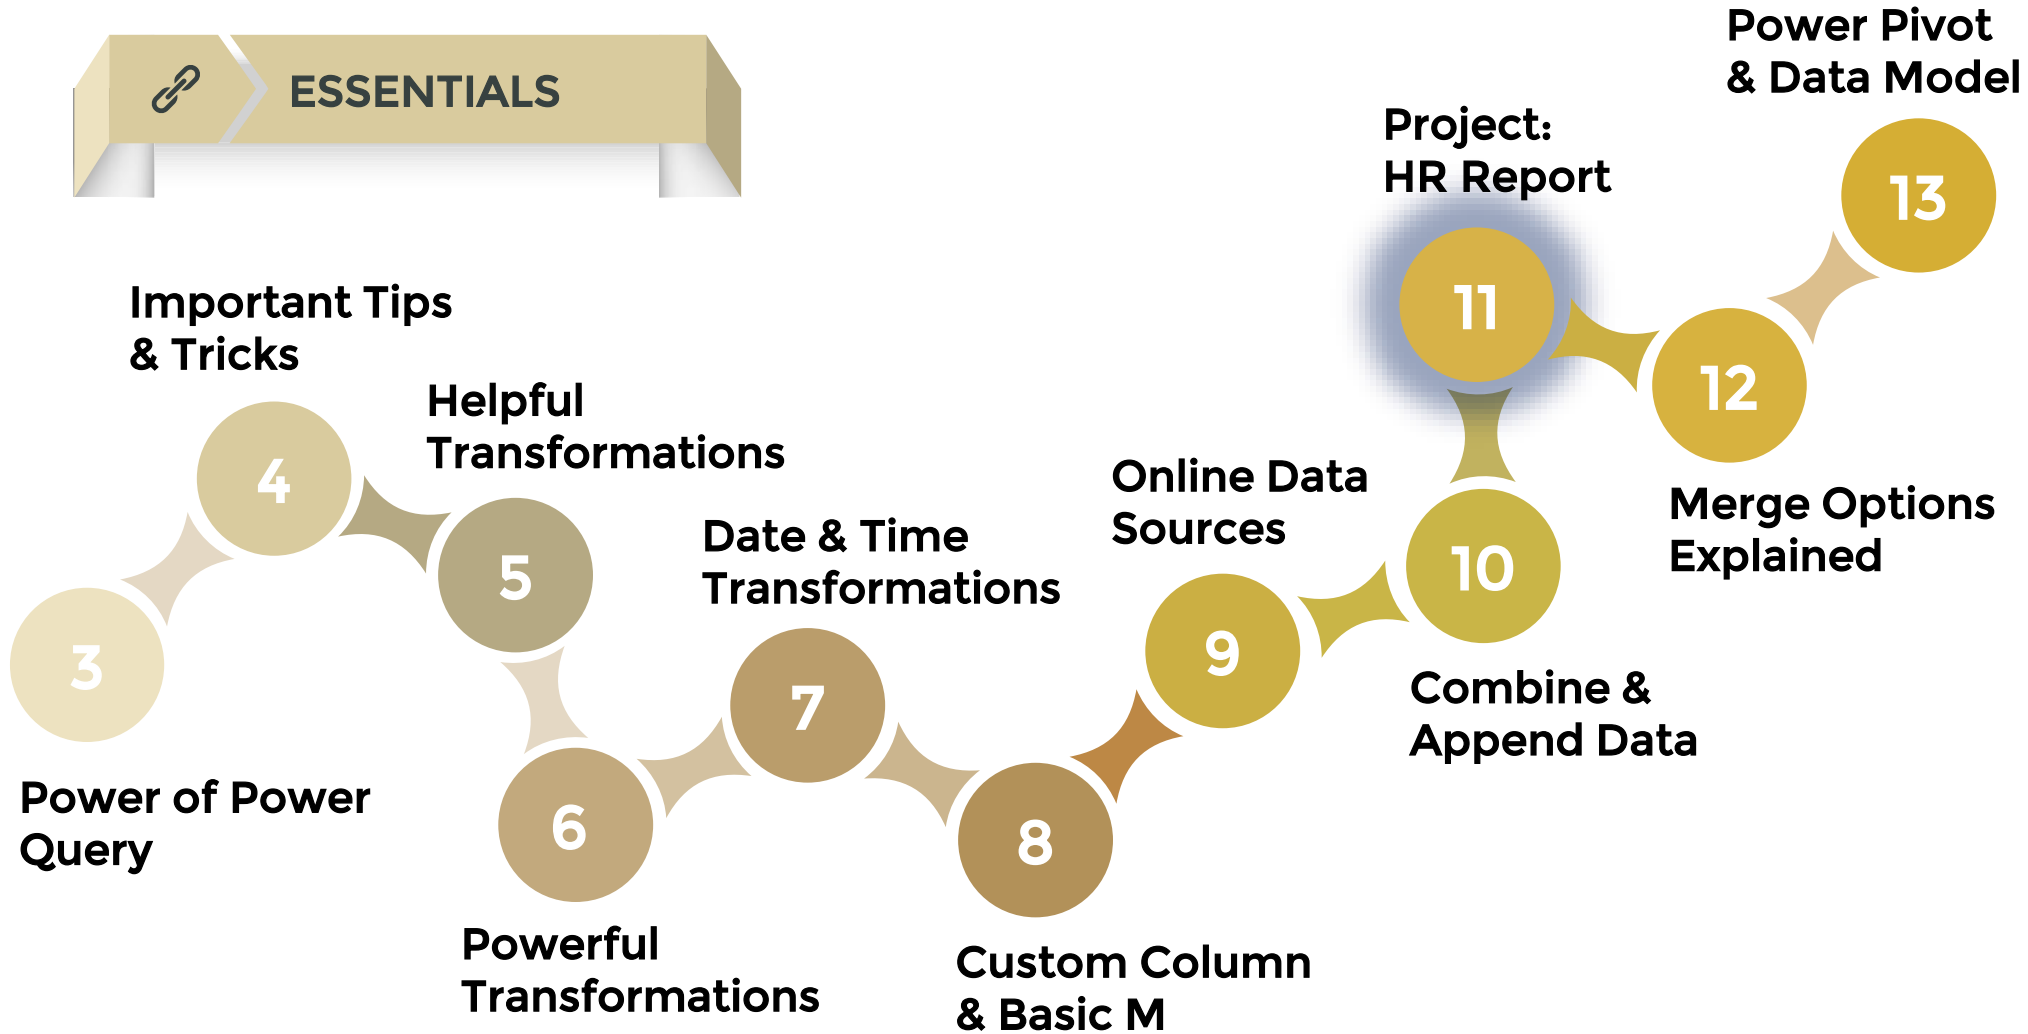 ESSENTIALS
3
Power of Power
Query
Important Tips
& Tricks
4
Helpful
Transformations
5
6
Powerful
Transformations
Date & Time
Transformations
7
8
Custom Column
& Basic M
Online Data
Sources
9
10
Combine &
Append Data
Project:
HR Report
11
12
Merge Options
Explained
Power Pivot
& Data Model
13